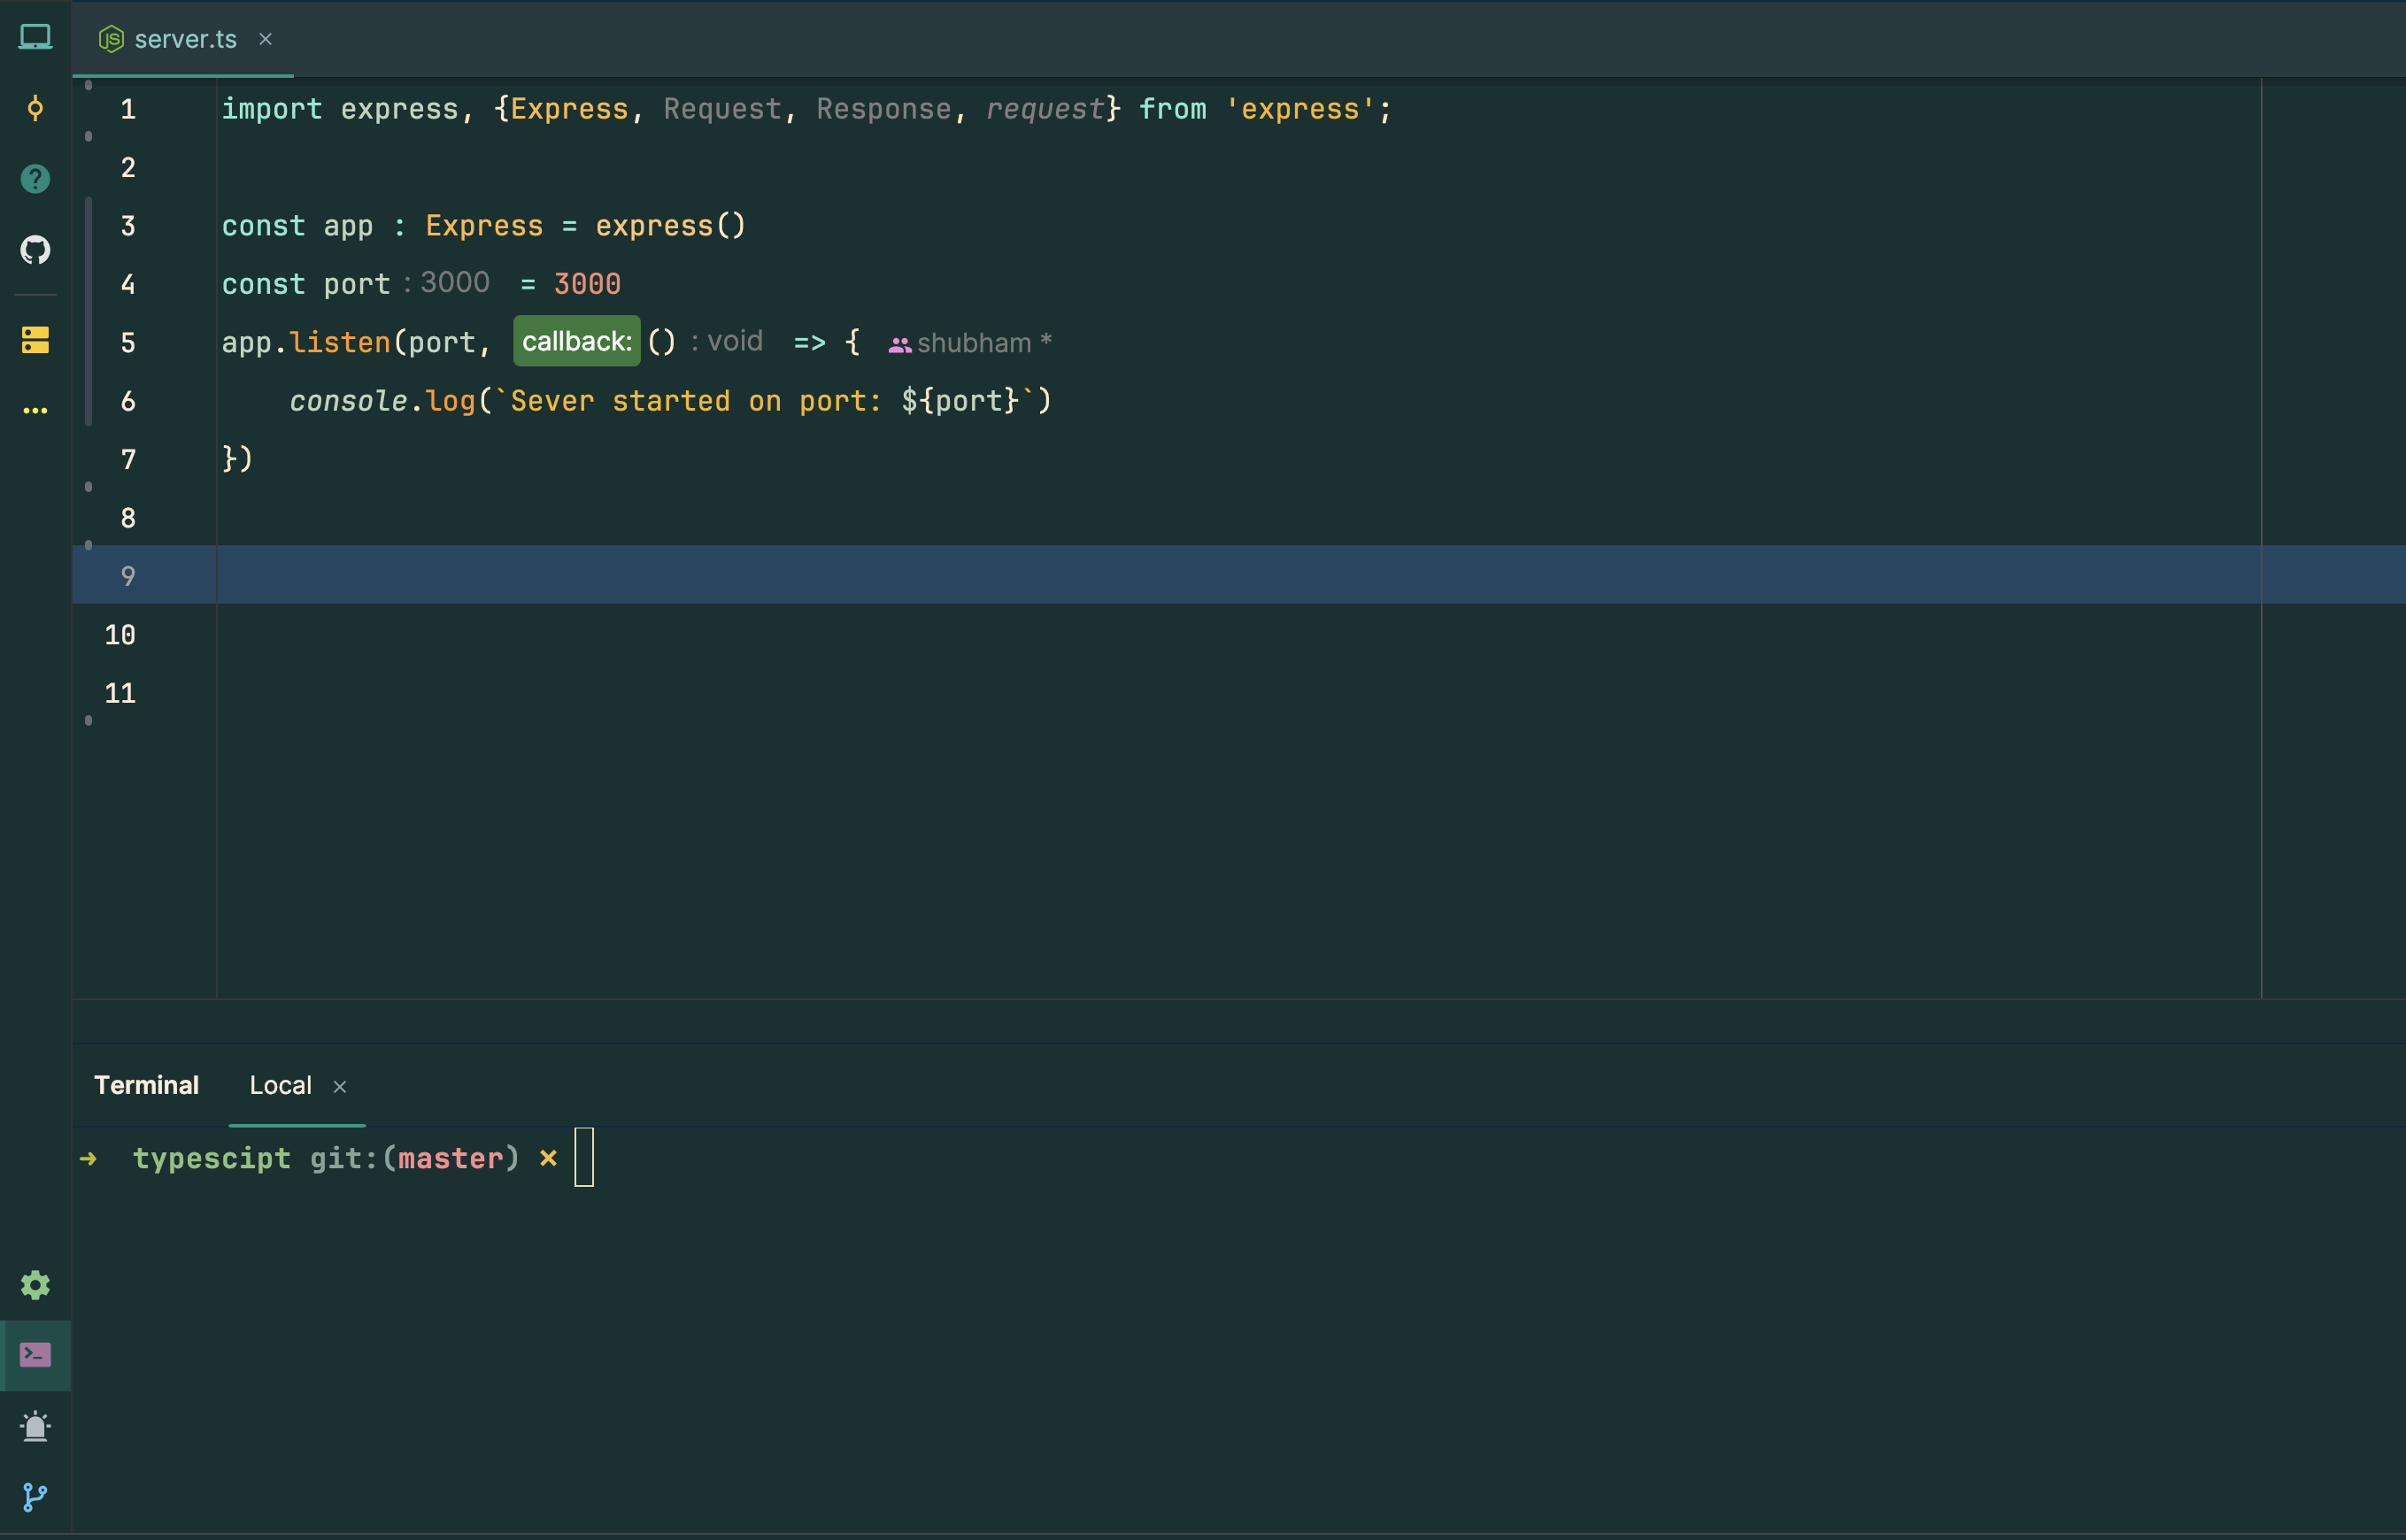 server.ts ×
1 import express, {Express, Request, Response, request} from 'express';
2
3 const app : Express = express()
4 const port : 3000 = 3000
5 app.listen(port, callback: () : void => { shubham *
6 console.log(`Sever started on port: ${port}`)
7 })
8
9
10
11
Terminal Local ×
➜ typescipt git:(master) ✗